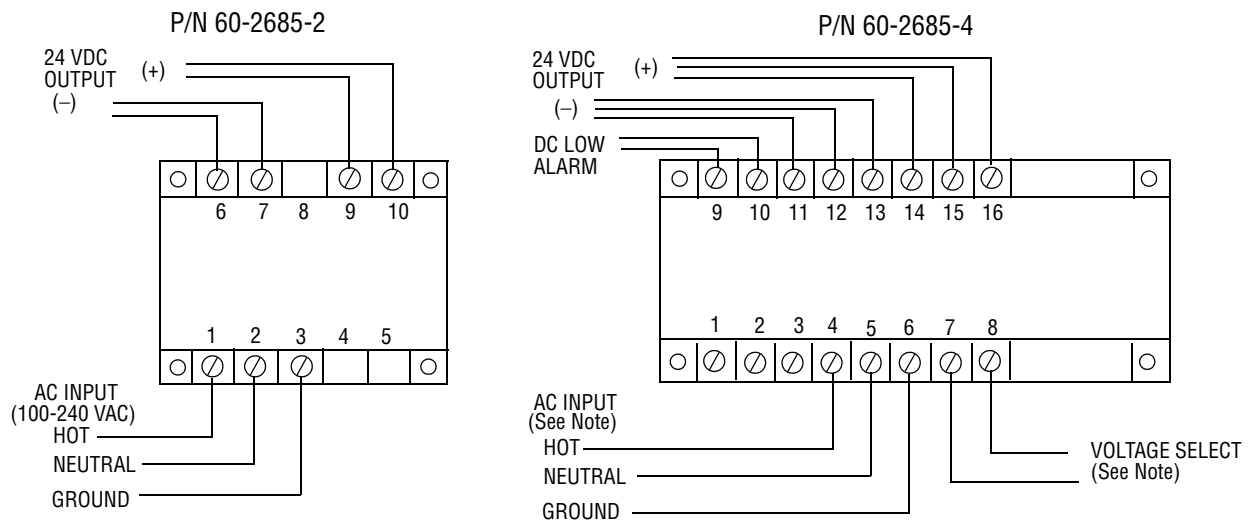 P/N 60-2685-2
24 VDC
OUTPUT
(+)
(–)
6 7 8 9 10
1 2 3 4 5
AC INPUT
(100-240 VAC)
HOT
NEUTRAL
GROUND
P/N 60-2685-4
24 VDC
OUTPUT
(+)
(–)
DC LOW
ALARM
9 10 11 12 13 14 15 16
1 2 3 4 5 6 7 8
AC INPUT
(See Note)
HOT
NEUTRAL
GROUND
VOLTAGE SELECT
(See Note)